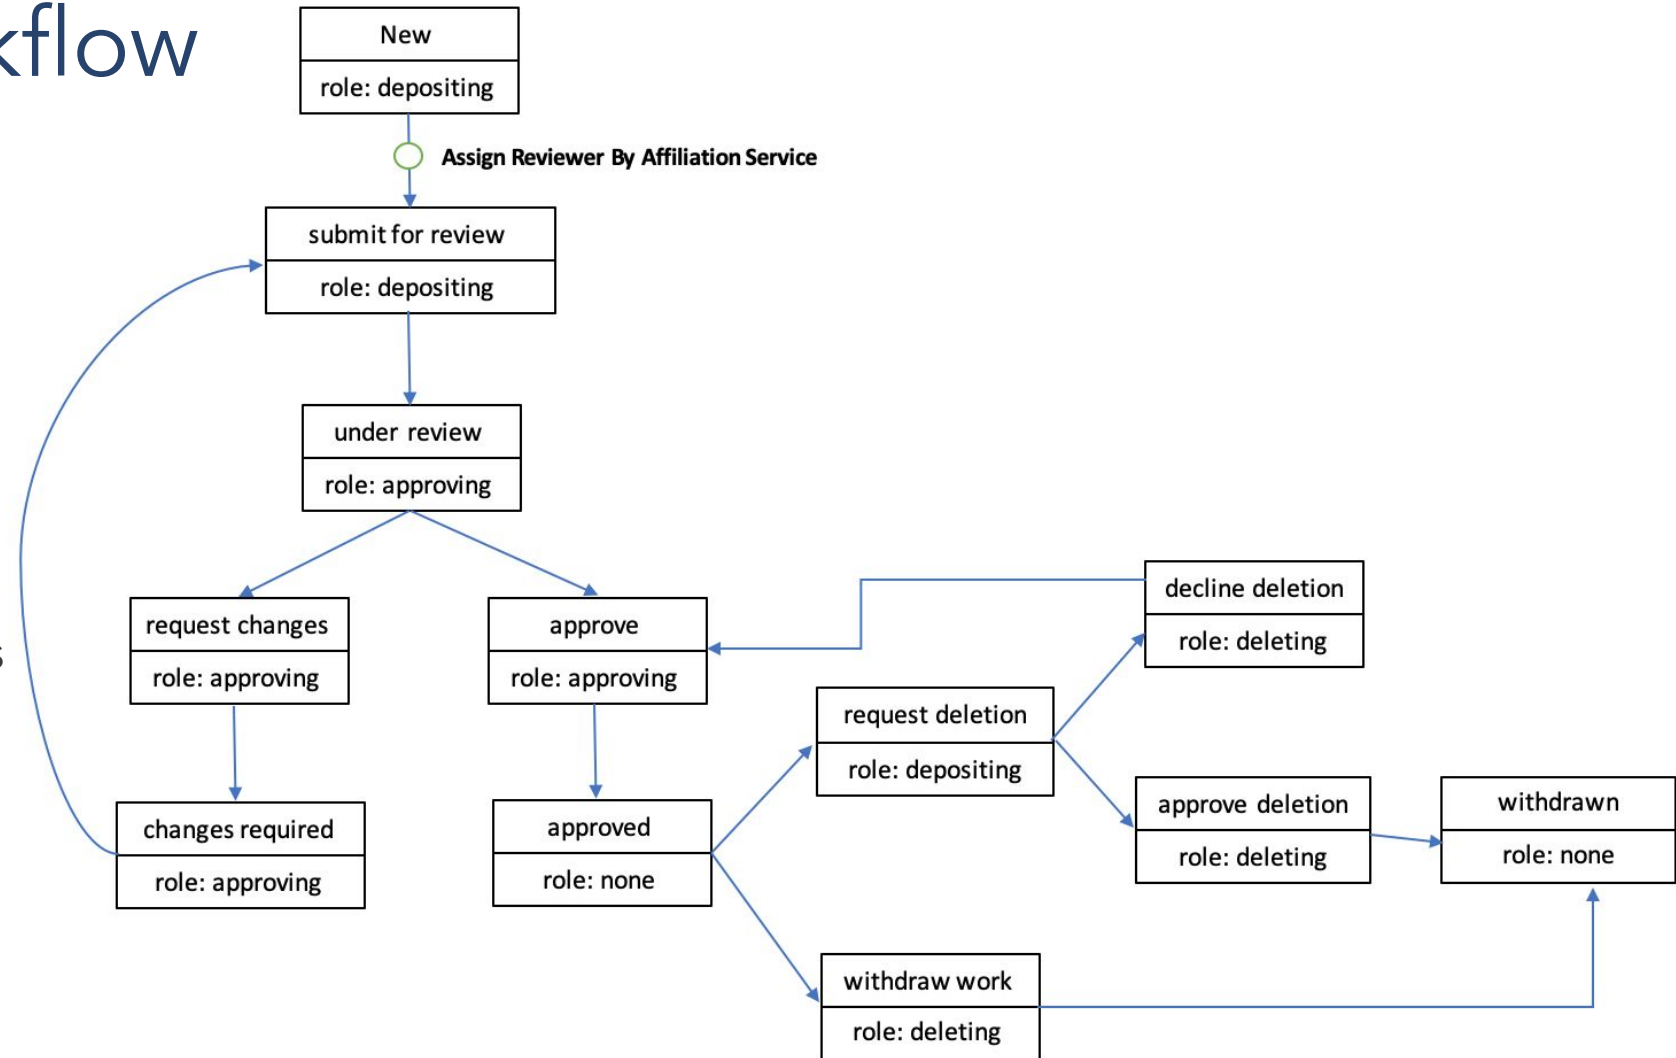 kflow
New
role: depositing
Assign Reviewer By Affiliation Service
submit for review
role: depositing
under review
role: approving
request changes
role: approving
approve
role: approving
decline deletion
role: deleting
s
request deletion
role: depositing
changes required
role: approving
approved
role: none
approve deletion
role: deleting
withdrawn
role: none
withdraw work
role: deleting